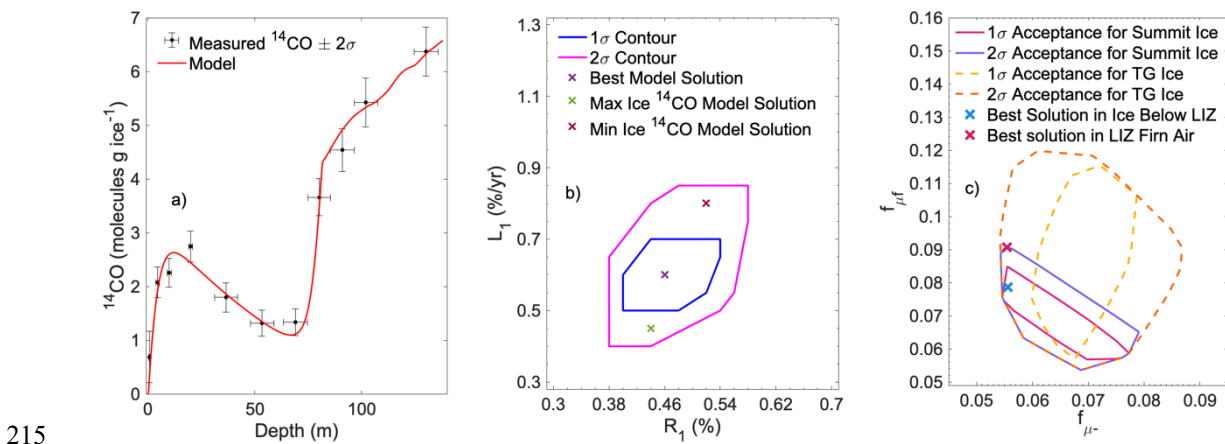 7
6
5
4
3
2
1
0
0 50 100
Depth (m)
¹⁴CO (molecules g ice⁻¹)
Measured ¹⁴CO ± 2σ
Model
a)
1.3
1.1
0.9
0.7
0.5
0.3
0.3 0.38 0.46 0.54 0.62 0.7
R₁ (%)
L₁ (%/yr)
1σ Contour
2σ Contour
Best Model Solution
Max Ice ¹⁴CO Model Solution
Min Ice ¹⁴CO Model Solution
b)
0.16
0.15
0.14
0.13
0.12
0.11
0.1
0.09
0.08
0.07
0.06
0.05
0.05 0.06 0.07 0.08 0.09
f_μ-
f_μf
1σ Acceptance for Summit Ice
2σ Acceptance for Summit Ice
1σ Acceptance for TG Ice
2σ Acceptance for TG Ice
Best Solution in Ice Below LIZ
Best solution in LIZ Firn Air
c)
215